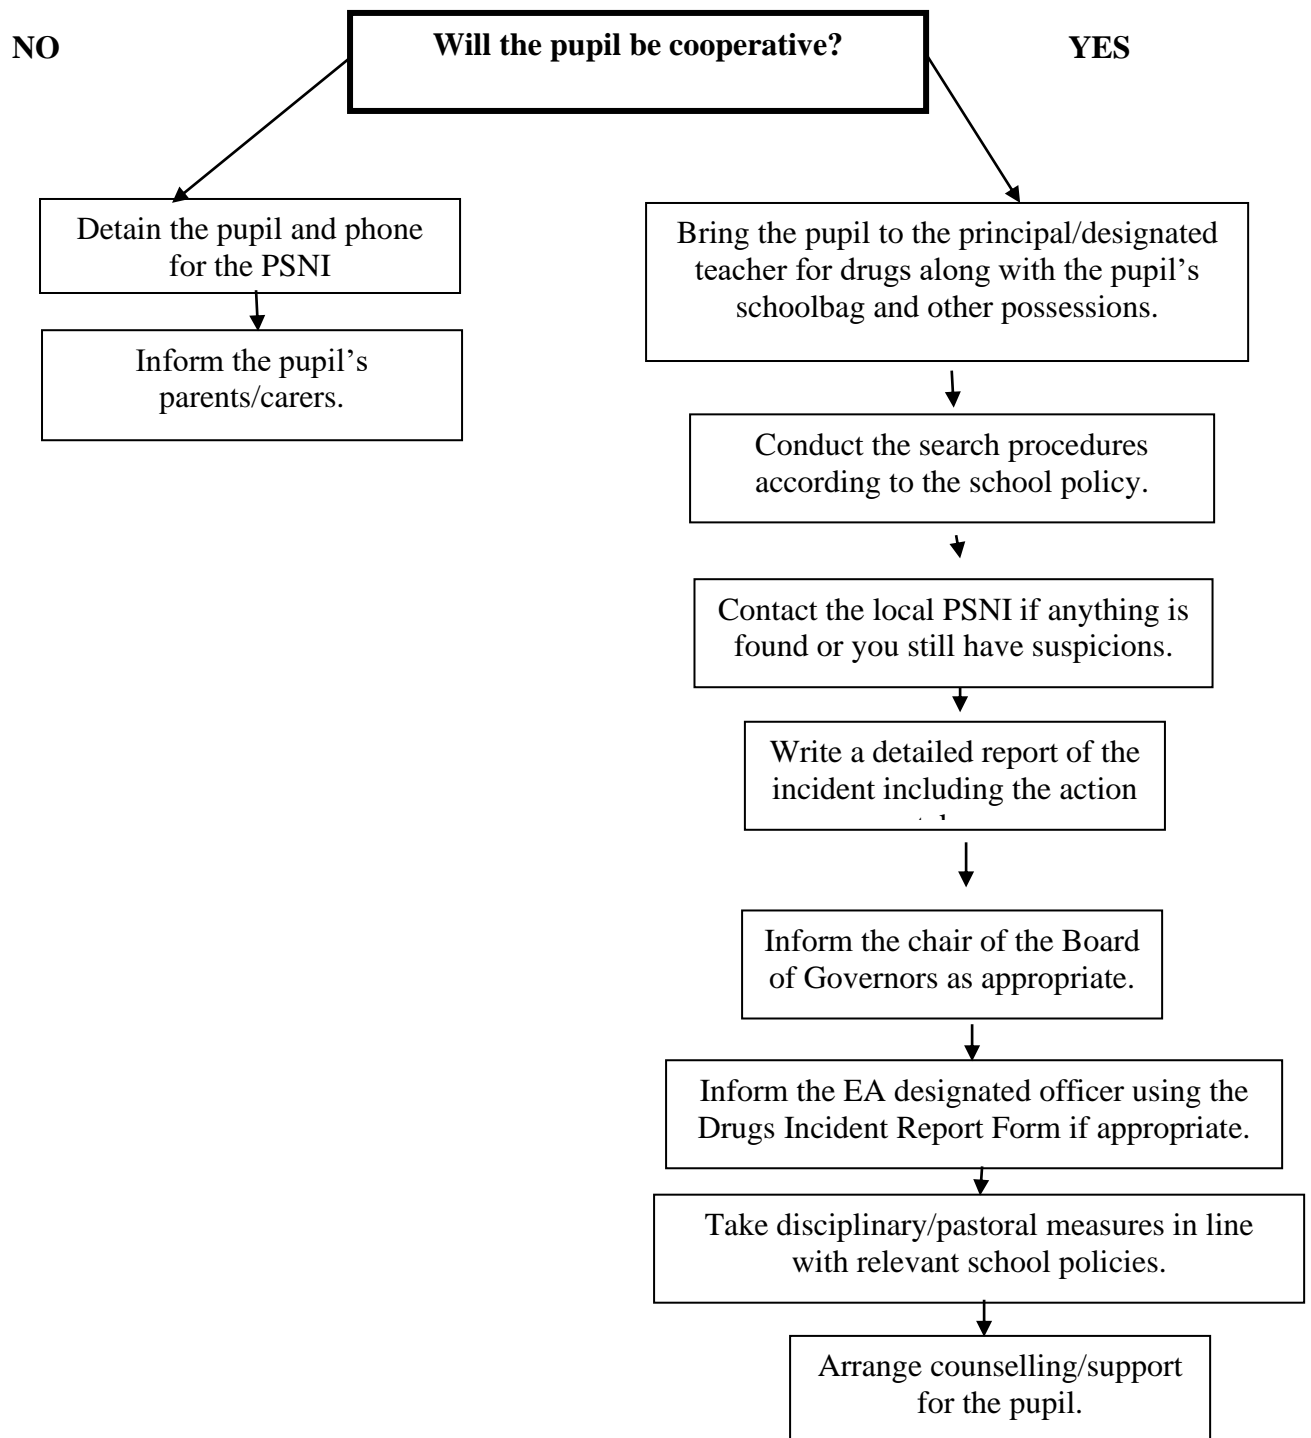 NO
Will the pupil be cooperative?
YES
Detain the pupil and phone
for the PSNI
Inform the pupil’s
parents/carers.
Bring the pupil to the principal/designated
teacher for drugs along with the pupil’s
schoolbag and other possessions.
Conduct the search procedures
according to the school policy.
Contact the local PSNI if anything is
found or you still have suspicions.
Write a detailed report of the
incident including the action
Inform the chair of the Board
of Governors as appropriate.
Inform the EA designated officer using the
Drugs Incident Report Form if appropriate.
Take disciplinary/pastoral measures in line
with relevant school policies.
Arrange counselling/support
for the pupil.